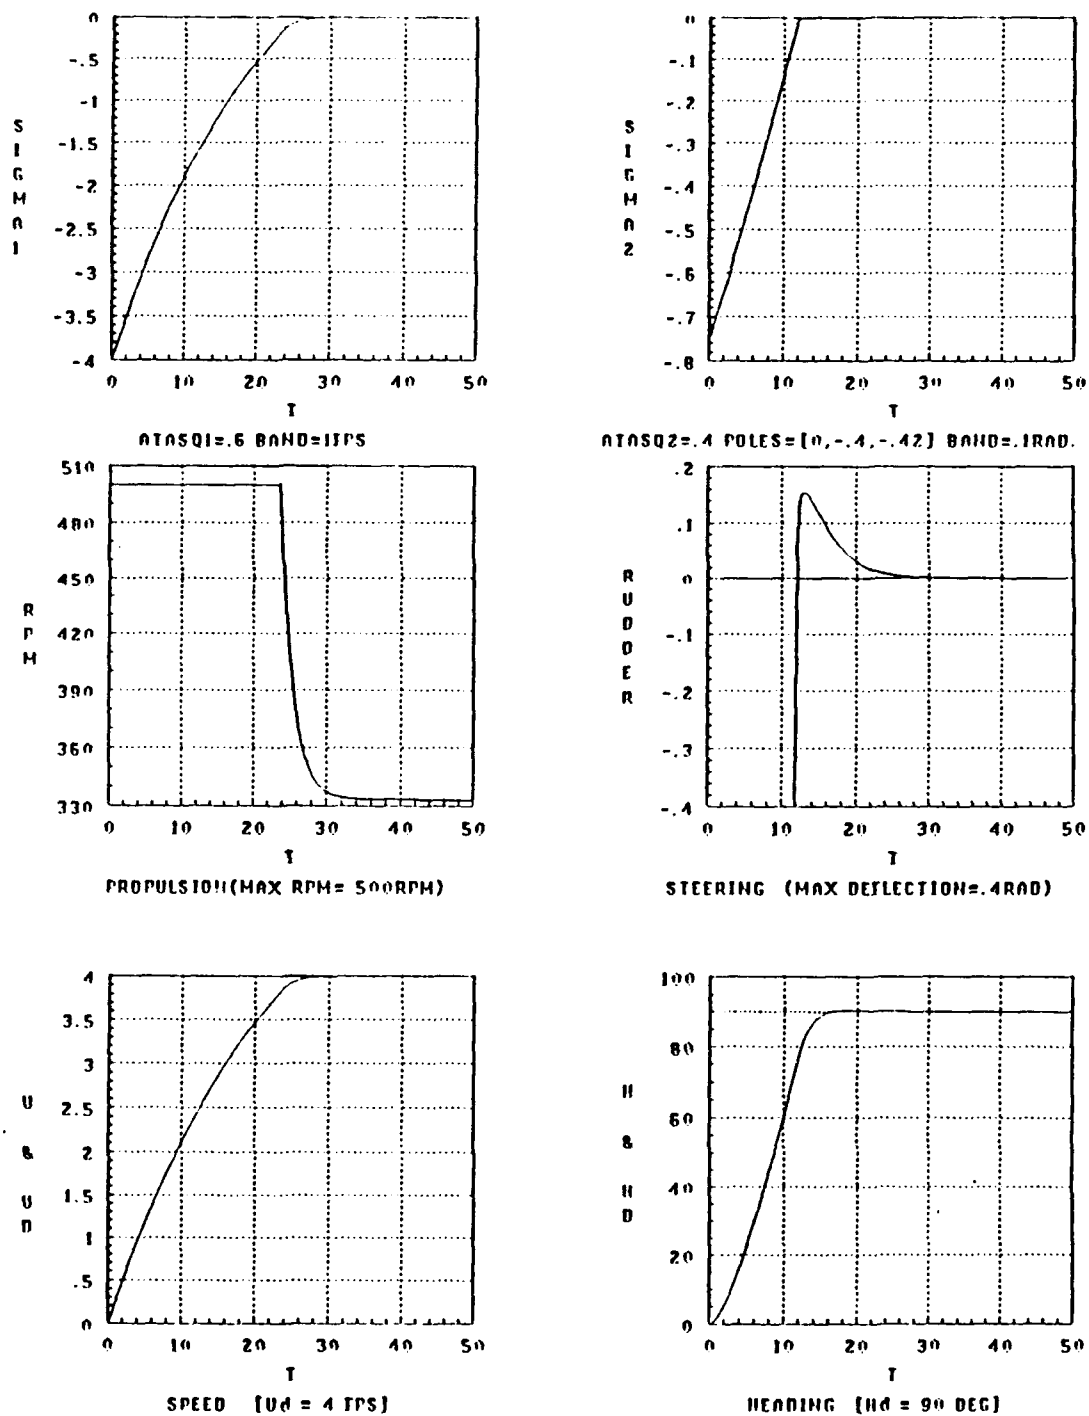 SIGMA1
0
-.5
-1
-1.5
-2
-2.5
-3
-3.5
-4
0 10 20 30 40 50
T
ATASQ1=.6 BAND=1FPS
SIGMA2
0
-.1
-.2
-.3
-.4
-.5
-.6
-.7
-.8
0 10 20 30 40 50
T
ATASQ2=.4 POLES=[0,-.4,-.42] BAND=.1RAD.
RPM
510
480
450
420
390
360
330
0 10 20 30 40 50
T
PROPULSION(MAX RPM= 500RPM)
RUDDER
.2
.1
0
-.1
-.2
-.3
-.4
0 10 20 30 40 50
T
STEERING (MAX DEFLECTION=.4RAD)
U & UD
4
3.5
3
2.5
2
1.5
1
.5
0
0 10 20 30 40 50
T
SPEED [Ud = 4 FPS]
H & HD
100
80
60
40
20
0
0 10 20 30 40 50
T
HEADING [Hd = 90 DEG]